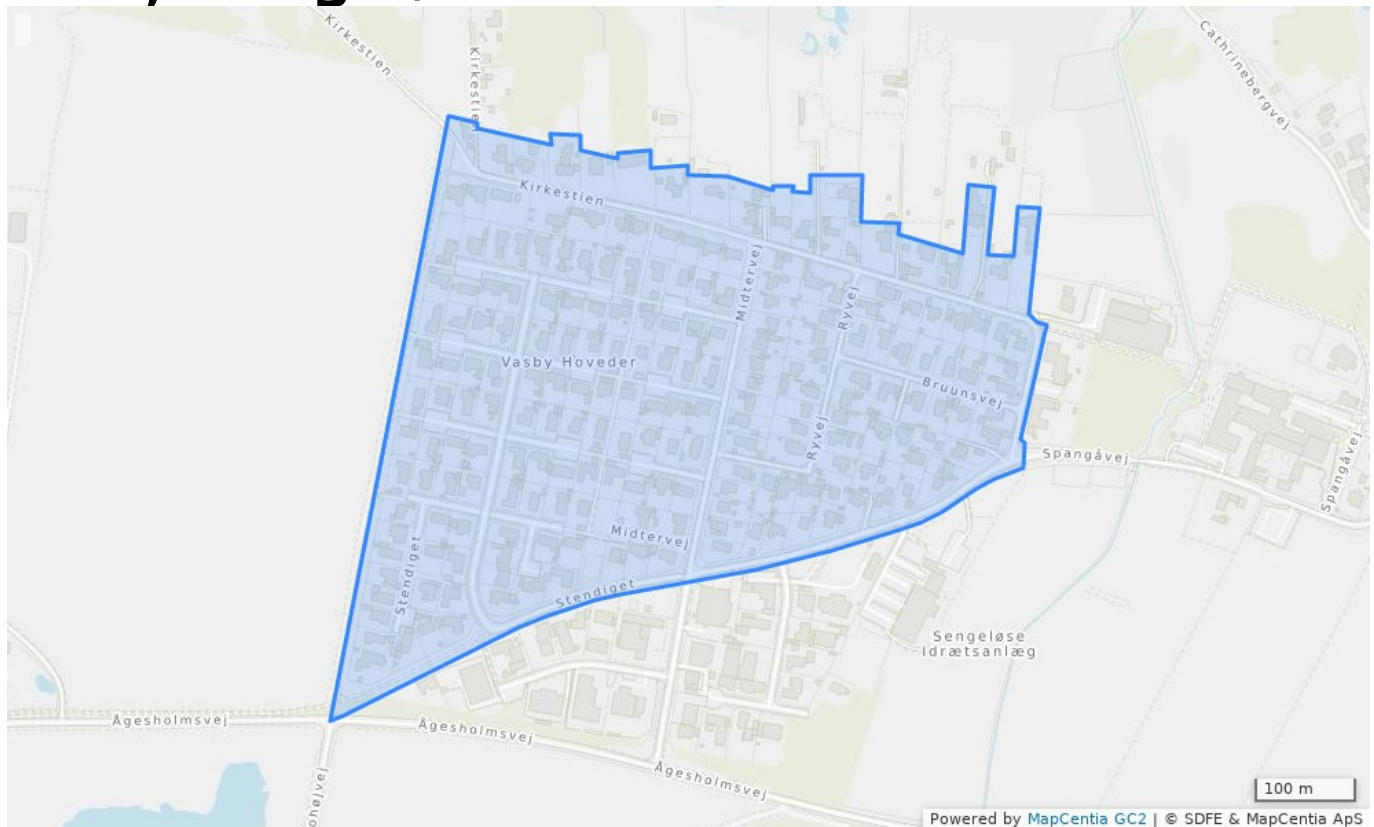 Kirkestien
Kirkestien
Cathrinebergvej
Kirkestien
Midtervej
Ryvej
Vasby Hoveder
Bruunsvej
Ryvej
Spangåvej
Spangåvej
Midtervej
Stendiget
Stendiget
Sengeløse
Idrætsanlæg
Ågesholmsvej
Ågesholmsvej
Ågesholmsvej
100 m
Powered by MapCentia GC2 | © SDFE & MapCentia ApS